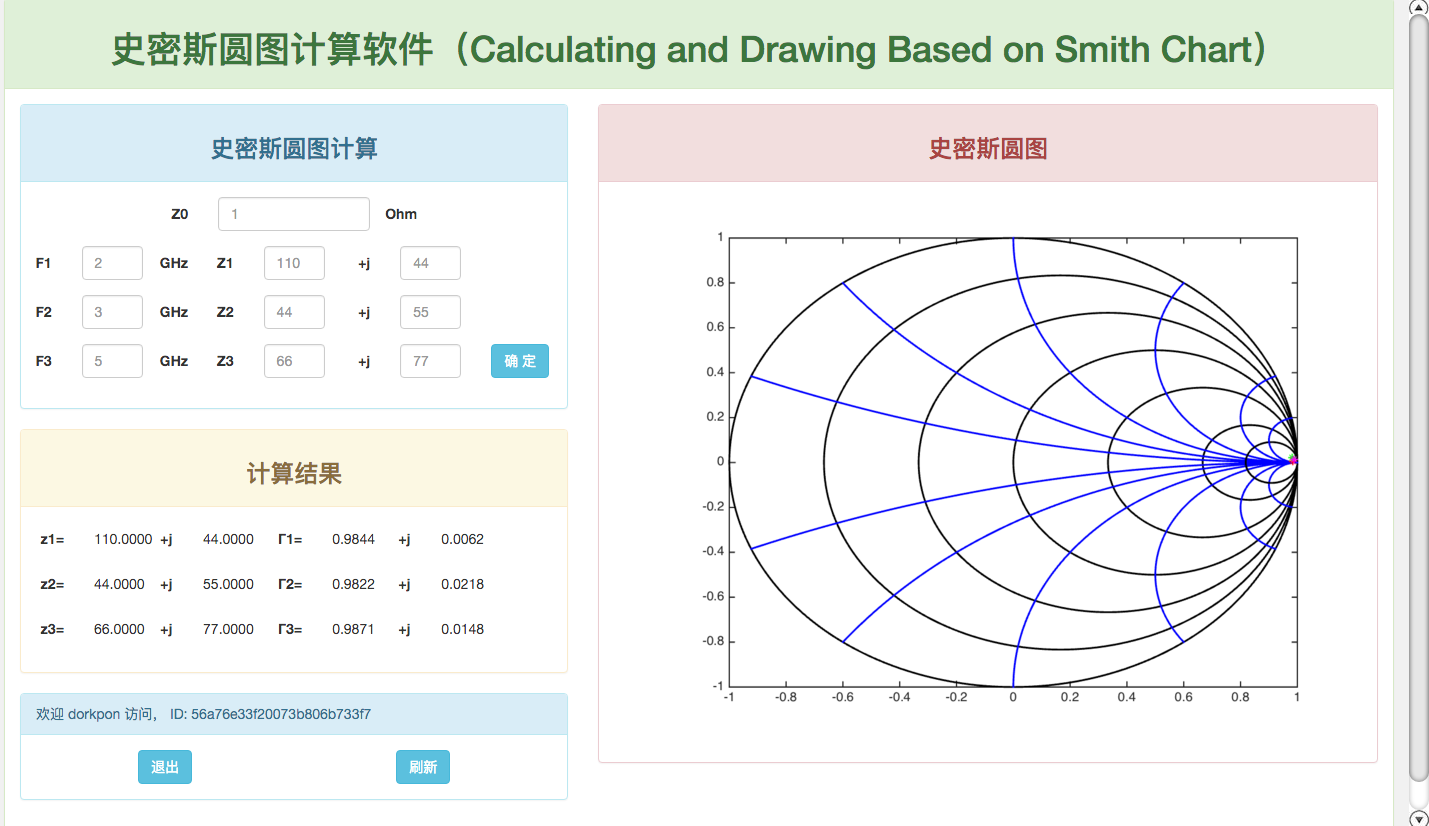 史密斯圆图计算软件（Calculating and Drawing Based on Smith Chart）
史密斯圆图计算
Z0 1 Ohm
F1 2 GHz Z1 110 +j 44
F2 3 GHz Z2 44 +j 55
F3 5 GHz Z3 66 +j 77 确 定
计算结果
z1= 110.0000 +j 44.0000 Γ1= 0.9844 +j 0.0062
z2= 44.0000 +j 55.0000 Γ2= 0.9822 +j 0.0218
z3= 66.0000 +j 77.0000 Γ3= 0.9871 +j 0.0148
欢迎 dorkpon 访问， ID: 56a76e33f20073b806b733f7
退出 刷新
史密斯圆图
1
0.8
0.6
0.4
0.2
0
-0.2
-0.4
-0.6
-0.8
-1
-1 -0.8 -0.6 -0.4 -0.2 0 0.2 0.4 0.6 0.8 1